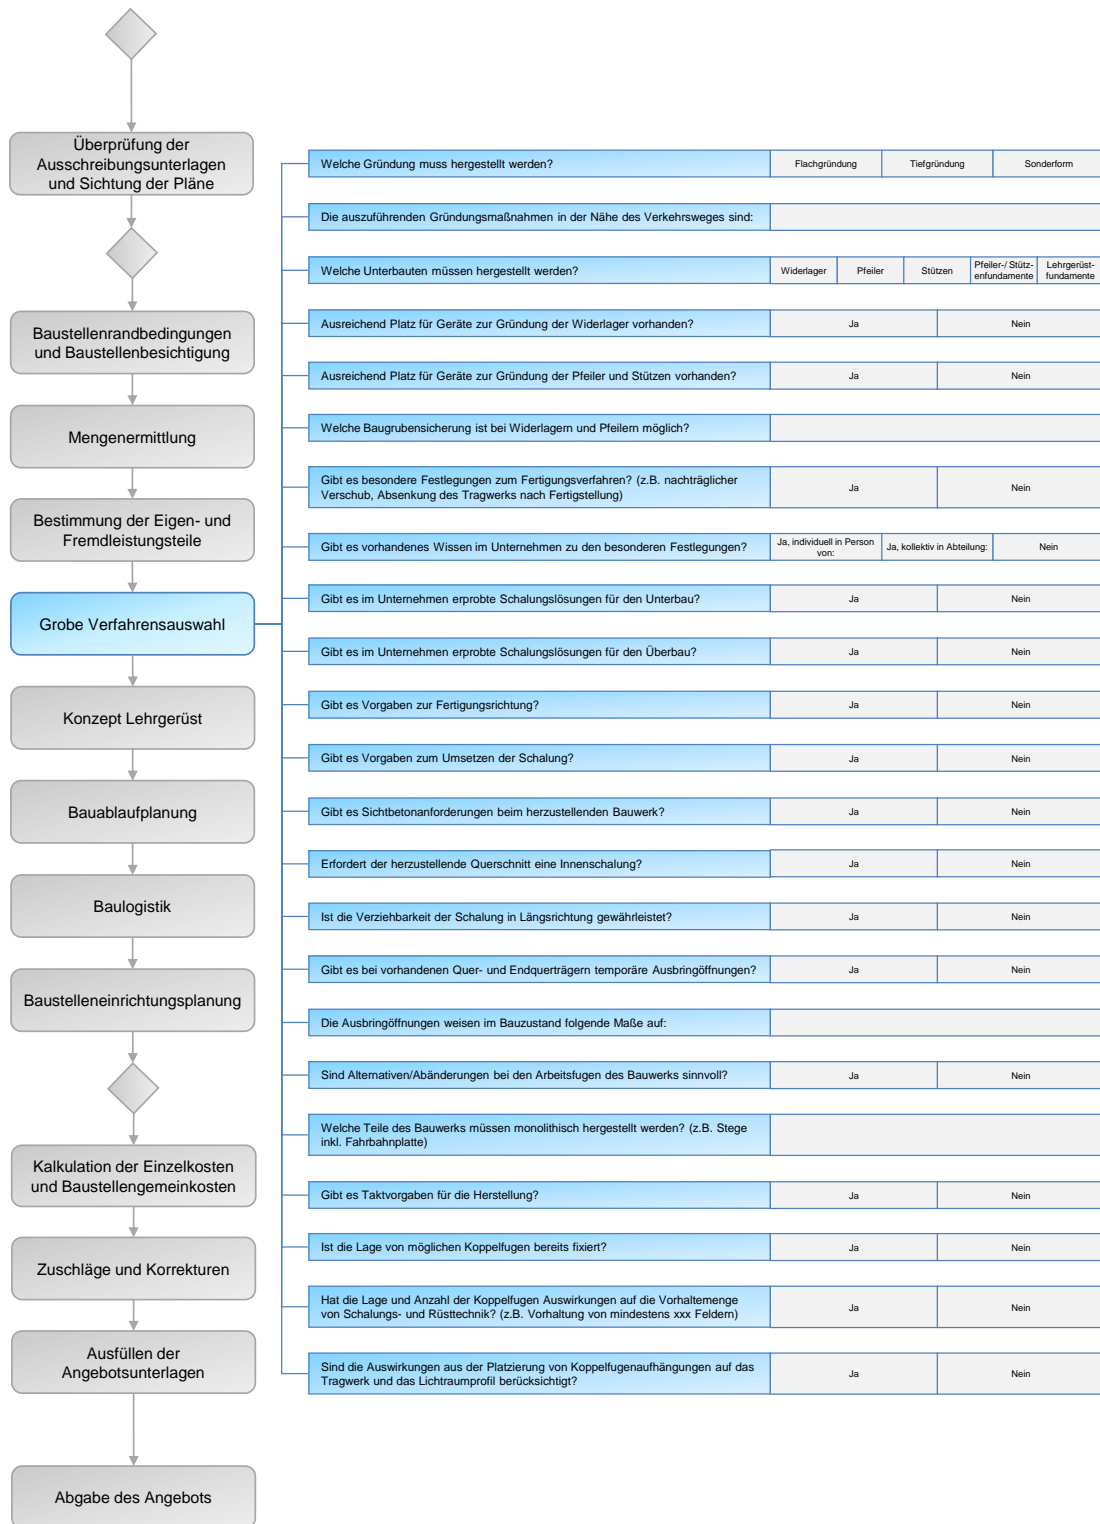 Überprüfung der
Ausschreibungsunterlagen
und Sichtung der Pläne
Baustellenrandbedingungen
und Baustellenbesichtigung
Mengenermittlung
Bestimmung der Eigen- und
Fremdleistungsteile
Grobe Verfahrensauswahl
Konzept Lehrgerüst
Bauablaufplanung
Baulogistik
Baustelleneinrichtungsplanung
Kalkulation der Einzelkosten
und Baustellengemeinkosten
Zuschläge und Korrekturen
Ausfüllen der
Angebotsunterlagen
Abgabe des Angebots
Welche Gründung muss hergestellt werden? Flachgründung Tiefgründung Sonderform
Die auszuführenden Gründungsmaßnahmen in der Nähe des Verkehrsweges sind:
Welche Unterbauten müssen hergestellt werden? Widerlager Pfeiler Stützen Pfeiler-/ Stütz-
enfundamente Lehrgerüst-
fundamente
Ausreichend Platz für Geräte zur Gründung der Widerlager vorhanden? Ja Nein
Ausreichend Platz für Geräte zur Gründung der Pfeiler und Stützen vorhanden? Ja Nein
Welche Baugrubensicherung ist bei Widerlagern und Pfeilern möglich?
Gibt es besondere Festlegungen zum Fertigungsverfahren? (z.B. nachträglicher
Verschub, Absenkung des Tragwerks nach Fertigstellung) Ja Nein
Gibt es vorhandenes Wissen im Unternehmen zu den besonderen Festlegungen? Ja, individuell in Person
von: Ja, kollektiv in Abteilung: Nein
Gibt es im Unternehmen erprobte Schalungslösungen für den Unterbau? Ja Nein
Gibt es im Unternehmen erprobte Schalungslösungen für den Überbau? Ja Nein
Gibt es Vorgaben zur Fertigungsrichtung? Ja Nein
Gibt es Vorgaben zum Umsetzen der Schalung? Ja Nein
Gibt es Sichtbetonanforderungen beim herzustellenden Bauwerk? Ja Nein
Erfordert der herzustellende Querschnitt eine Innenschalung? Ja Nein
Ist die Verziehbarkeit der Schalung in Längsrichtung gewährleistet? Ja Nein
Gibt es bei vorhandenen Quer- und Endquerträgern temporäre Ausbringöffnungen? Ja Nein
Die Ausbringöffnungen weisen im Bauzustand folgende Maße auf:
Sind Alternativen/Abänderungen bei den Arbeitsfugen des Bauwerks sinnvoll? Ja Nein
Welche Teile des Bauwerks müssen monolithisch hergestellt werden? (z.B. Stege
inkl. Fahrbahnplatte)
Gibt es Taktvorgaben für die Herstellung? Ja Nein
Ist die Lage von möglichen Koppelfugen bereits fixiert? Ja Nein
Hat die Lage und Anzahl der Koppelfugen Auswirkungen auf die Vorhaltemenge
von Schalungs- und Rüsttechnik? (z.B. Vorhaltung von mindestens xxx Feldern) Ja Nein
Sind die Auswirkungen aus der Platzierung von Koppelfugenaufhängungen auf das
Tragwerk und das Lichtraumprofil berücksichtigt? Ja Nein